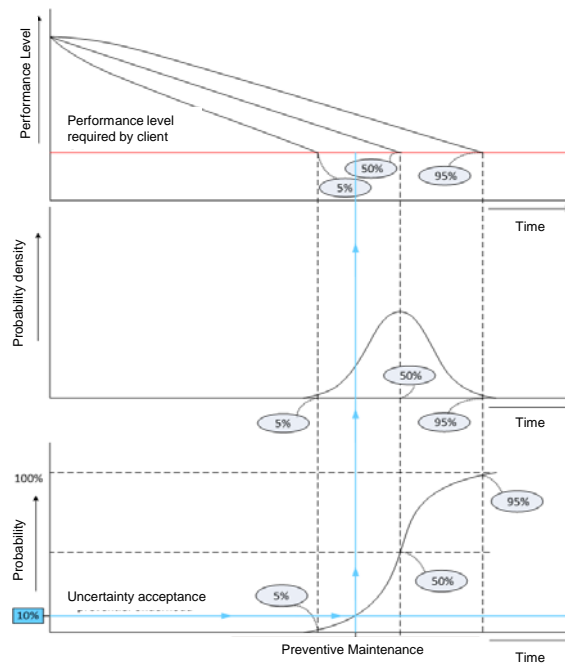 Performance Level
Performance level
required by client
50%
95%
5%
Time
Probability density
50%
5%
95%
Time
100%
Probability
95%
50%
5%
Uncertainty acceptance
10%
Preventive Maintenance
Time